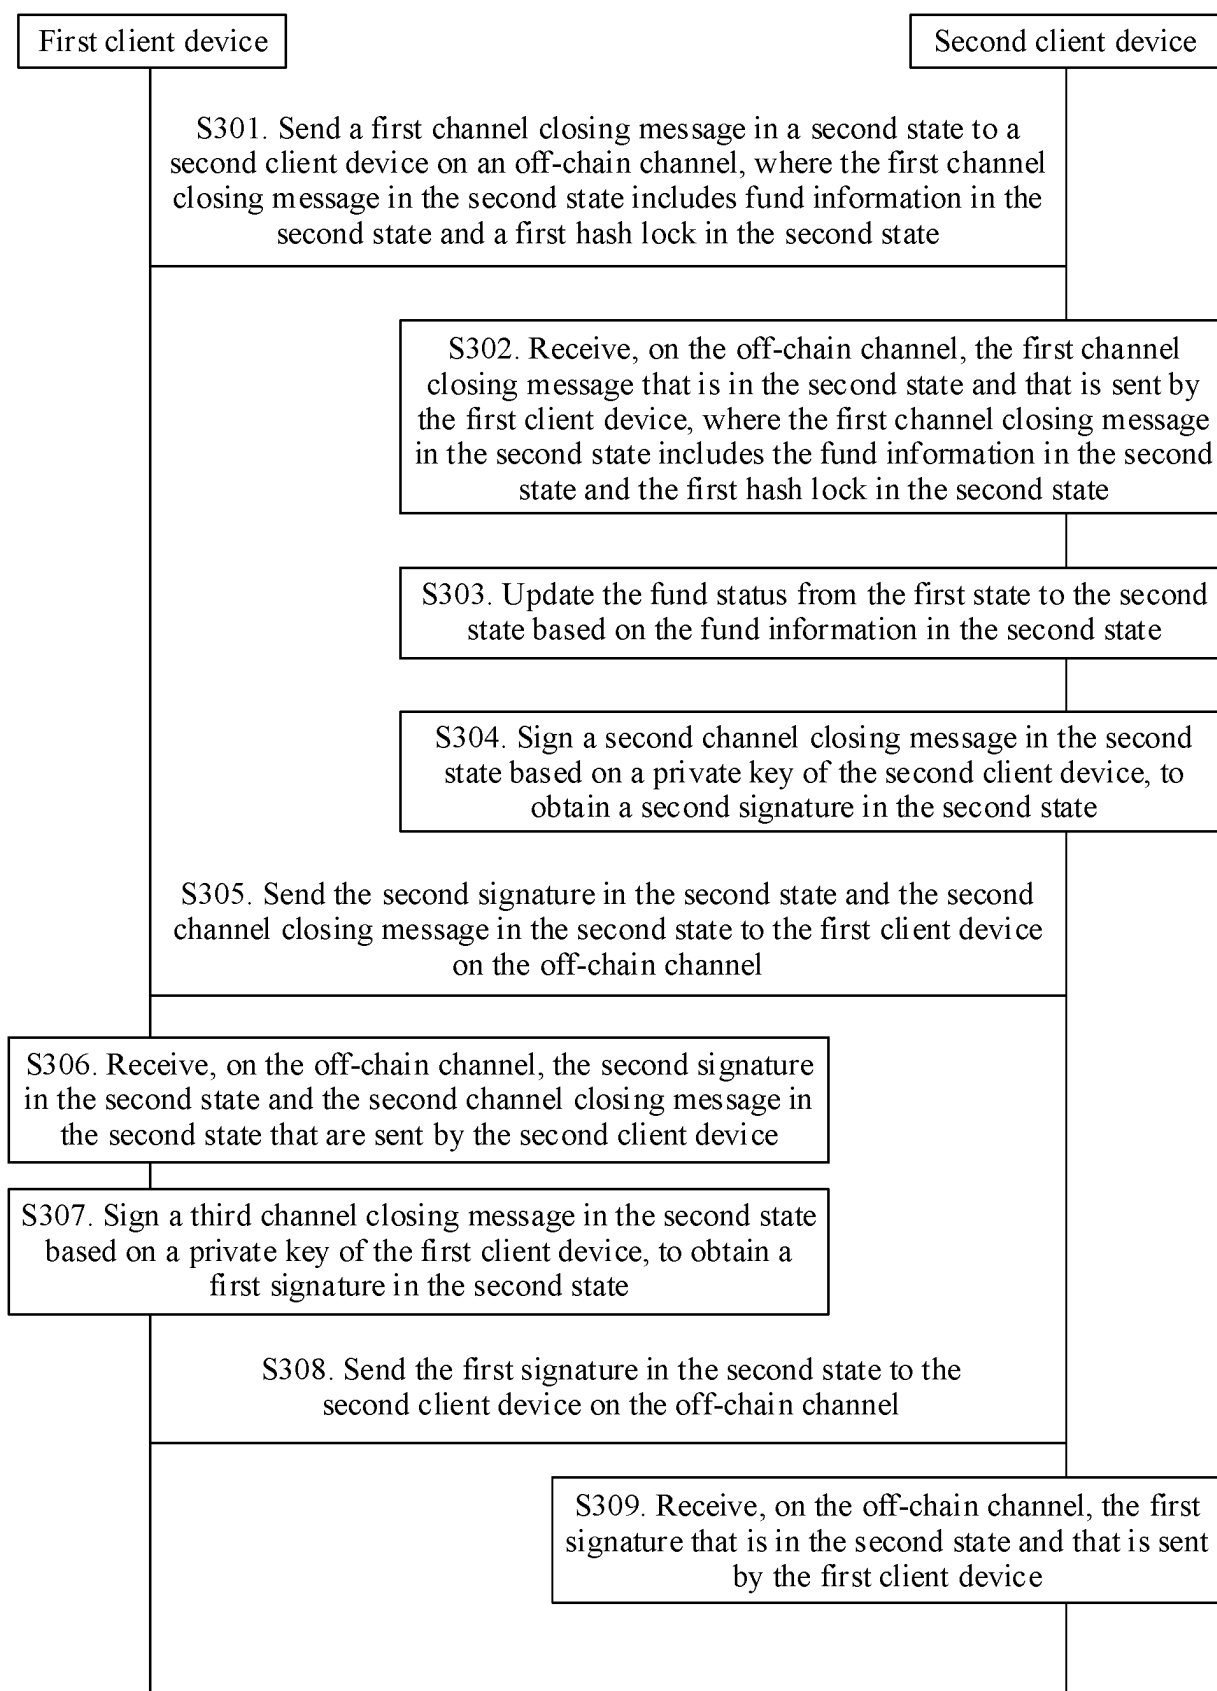 First client device
Second client device
S301. Send a first channel closing message in a second state to a
second client device on an off-chain channel, where the first channel
closing message in the second state includes fund information in the
second state and a first hash lock in the second state
S302. Receive, on the off-chain channel, the first channel
closing message that is in the second state and that is sent by
the first client device, where the first channel closing message
in the second state includes the fund information in the second
state and the first hash lock in the second state
S303. Update the fund status from the first state to the second
state based on the fund information in the second state
S304. Sign a second channel closing message in the second
state based on a private key of the second client device, to
obtain a second signature in the second state
S305. Send the second signature in the second state and the second
channel closing message in the second state to the first client device
on the off-chain channel
S306. Receive, on the off-chain channel, the second signature
in the second state and the second channel closing message in
the second state that are sent by the second client device
S307. Sign a third channel closing message in the second state
based on a private key of the first client device, to obtain a
first signature in the second state
S308. Send the first signature in the second state to the
second client device on the off-chain channel
S309. Receive, on the off-chain channel, the first
signature that is in the second state and that is sent
by the first client device